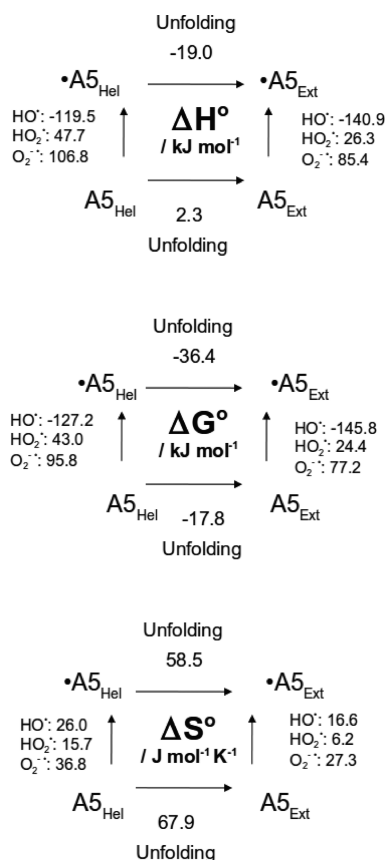 Unfolding
-19.0
•A5Hel •A5Ext
HO•: -119.5
HO2•: 47.7
O2−•: 106.8
ΔHº
/ kJ mol-1
HO•: -140.9
HO2•: 26.3
O2−•: 85.4
A5Hel A5Ext
2.3
Unfolding
Unfolding
-36.4
•A5Hel •A5Ext
HO•: -127.2
HO2•: 43.0
O2−•: 95.8
ΔGº
/ kJ mol-1
HO•: -145.8
HO2•: 24.4
O2−•: 77.2
A5Hel A5Ext
-17.8
Unfolding
Unfolding
58.5
•A5Hel •A5Ext
HO•: 26.0
HO2•: 15.7
O2−•: 36.8
ΔSº
/ J mol-1 K-1
HO•: 16.6
HO2•: 6.2
O2−•: 27.3
A5Hel A5Ext
67.9
Unfolding